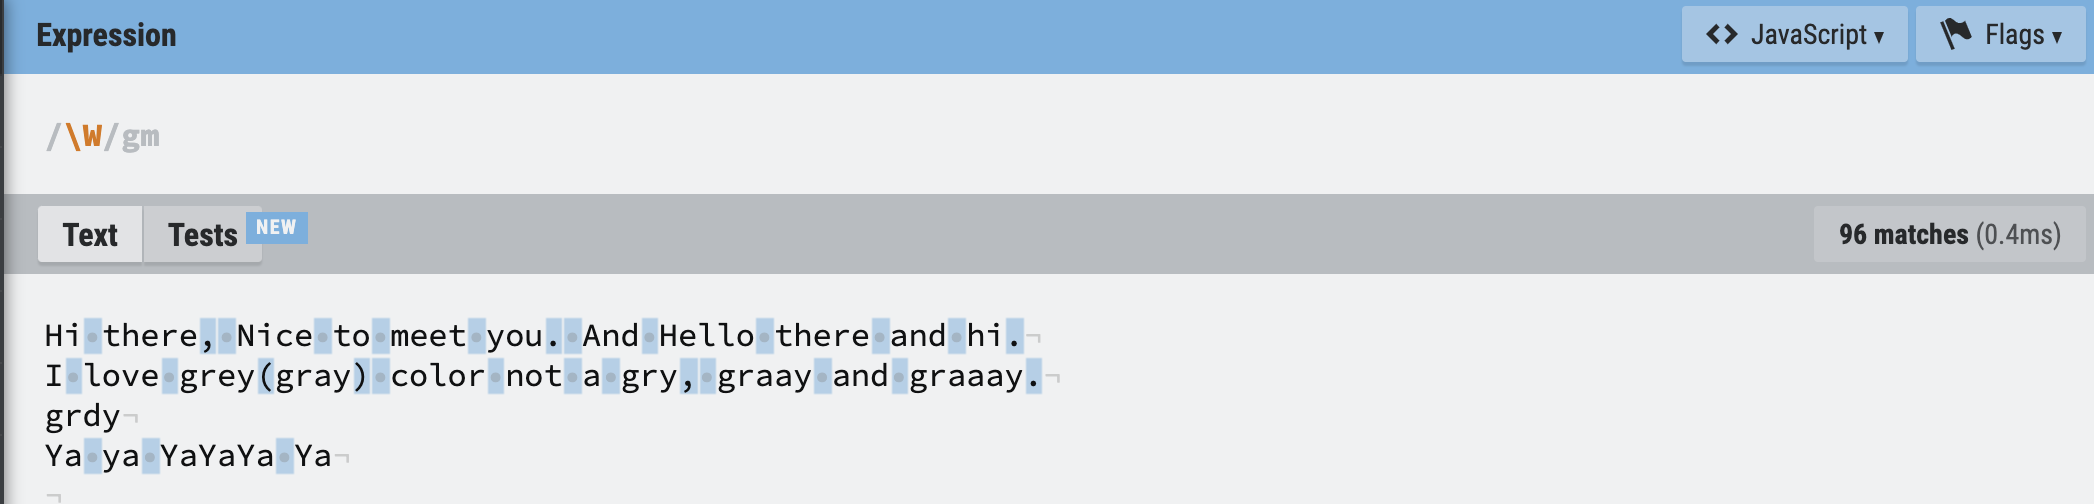 Expression
<> JavaScript ▾
Flags ▾
/\W/gm
Text
Tests
NEW
96 matches (0.4ms)
Hi·there,·Nice·to·meet·you.·And·Hello·there·and·hi.¬
I·love·grey(gray)·color·not·a·gry,·graay·and·graaay.¬
grdy¬
Ya·ya·YaYaYa·Ya¬
¬